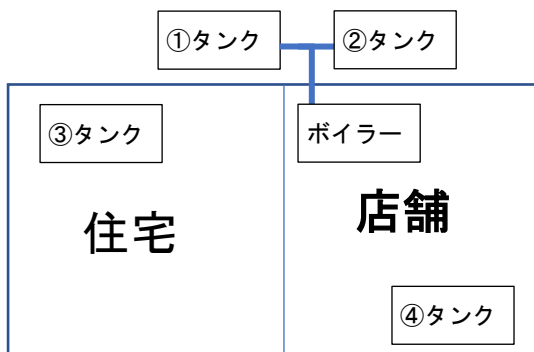 ①タンク
②タンク
③タンク
ボイラー
住宅
店舗
④タンク